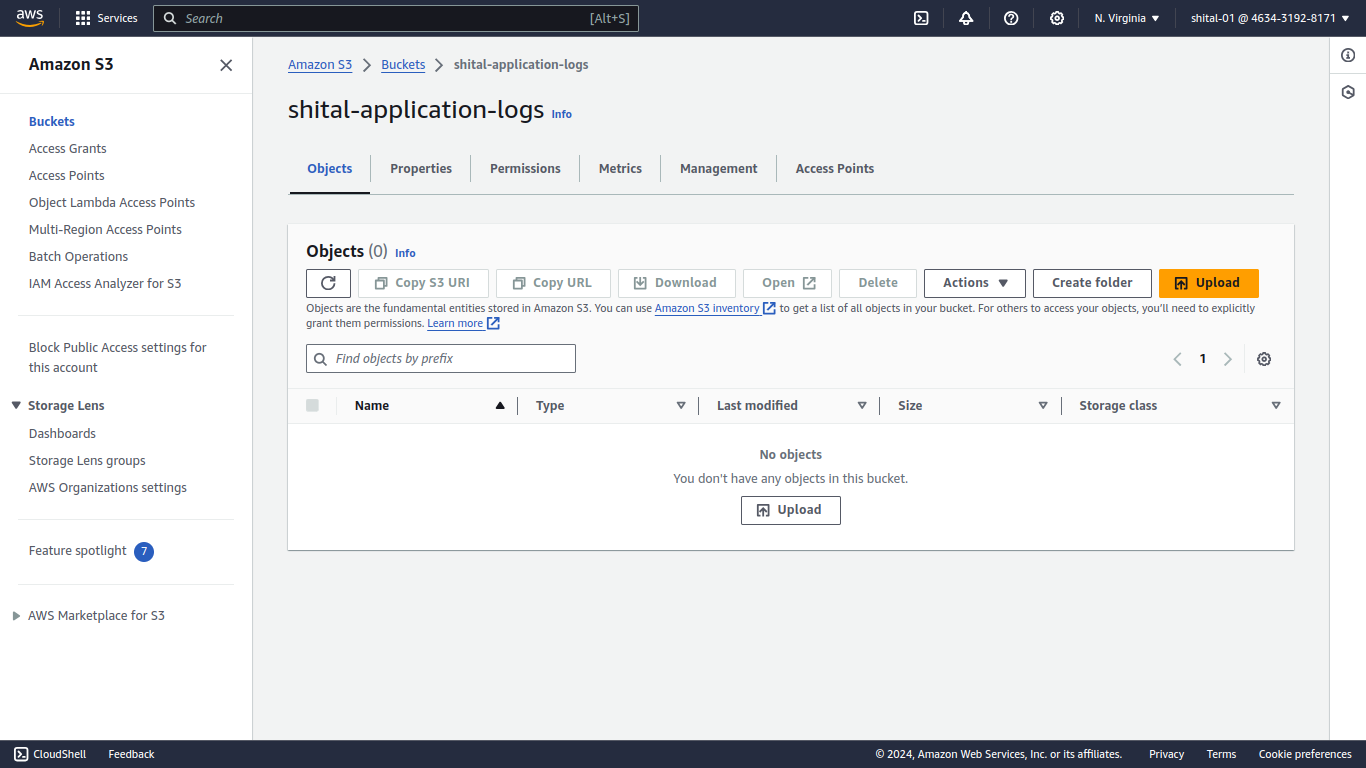 aws
Services
Search
[Alt+S]
N. Virginia
shital-01 @ 4634-3192-8171
Amazon S3
Buckets
Access Grants
Access Points
Object Lambda Access Points
Multi-Region Access Points
Batch Operations
IAM Access Analyzer for S3
Block Public Access settings for
this account
Storage Lens
Dashboards
Storage Lens groups
AWS Organizations settings
Feature spotlight 7
AWS Marketplace for S3
Amazon S3 Buckets shital-application-logs
shital-application-logs Info
Objects Properties Permissions Metrics Management Access Points
Objects (0) Info
Copy S3 URI Copy URL Download Open Delete Actions Create folder Upload
Objects are the fundamental entities stored in Amazon S3. You can use Amazon S3 inventory to get a list of all objects in your bucket. For others to access your objects, you'll need to explicitly
grant them permissions. Learn more
Find objects by prefix
1
Name Type Last modified Size Storage class
No objects
You don't have any objects in this bucket.
Upload
CloudShell Feedback
© 2024, Amazon Web Services, Inc. or its affiliates. Privacy Terms Cookie preferences